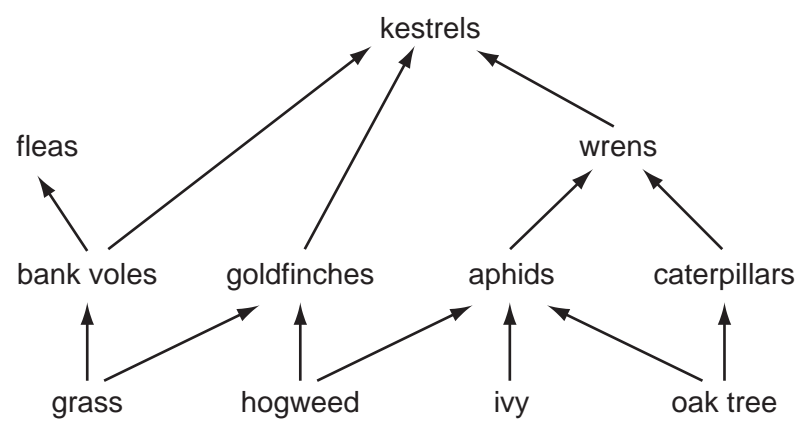 kestrels
fleas
wrens
bank voles
goldfinches
aphids
caterpillars
grass
hogweed
ivy
oak tree